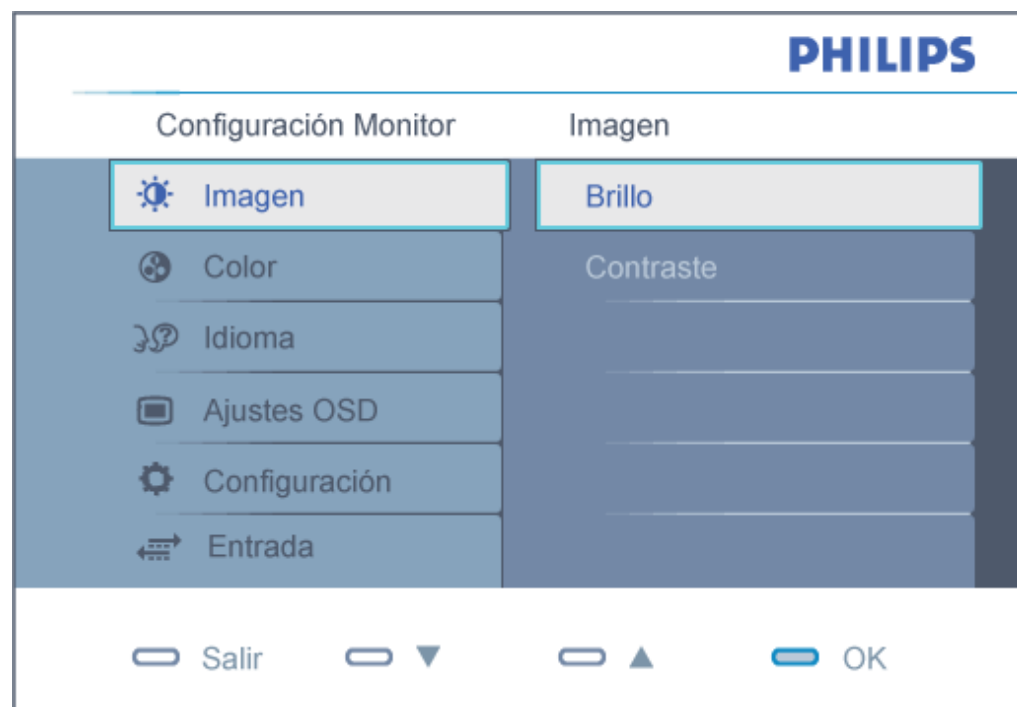 PHILIPS
Configuración Monitor Imagen
Imagen Brillo
Color Contraste
Idioma
Ajustes OSD
Configuración
Entrada
Salir ▼ ▲ OK